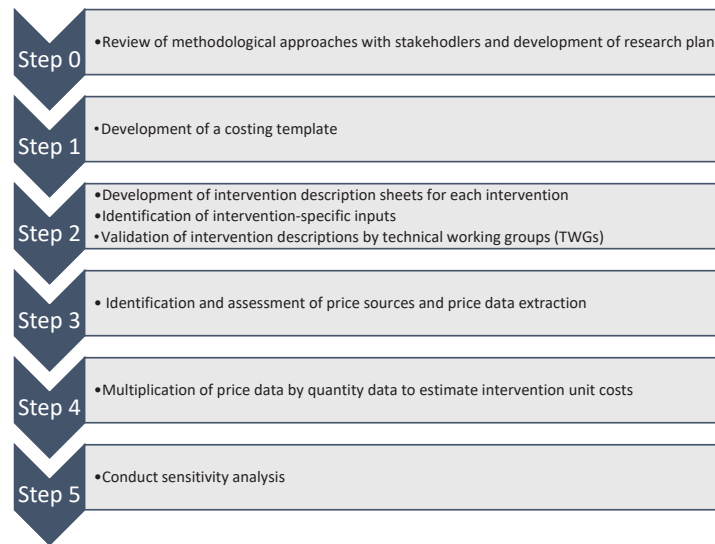 Step 0
•Review of methodological approaches with stakehodlers and development of research plan
Step 1
•Development of a costing template
Step 2
•Development of intervention description sheets for each intervention
•Identification of intervention-specific inputs
•Validation of intervention descriptions by technical working groups (TWGs)
Step 3
• Identification and assessment of price sources and price data extraction
Step 4
•Multiplication of price data by quantity data to estimate intervention unit costs
Step 5
•Conduct sensitivity analysis